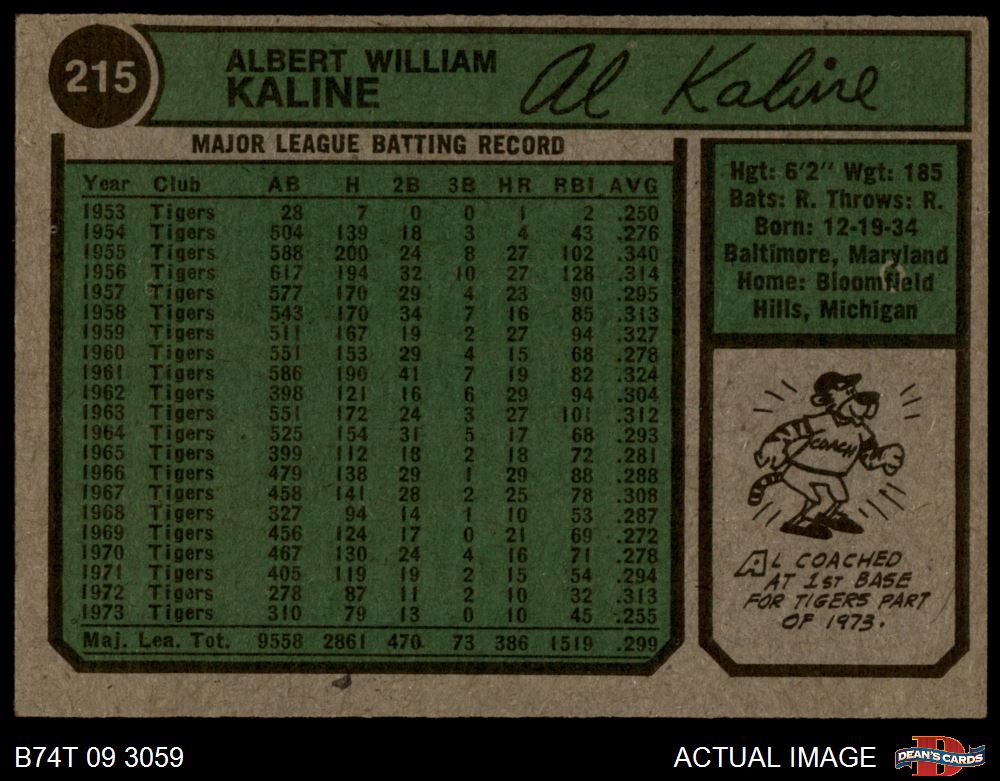 215
ALBERT WILLIAM
KALINE
Al Kaline
MAJOR LEAGUE BATTING RECORD
Year Club AB H 2B 3B HR RBI AVG
1953 Tigers 28 7 0 0 1 2 .250
1954 Tigers 504 139 18 3 4 43 .276
1955 Tigers 588 200 24 8 27 102 .340
1956 Tigers 617 194 32 10 27 128 .314
1957 Tigers 577 170 29 4 23 90 .295
1958 Tigers 543 170 34 7 16 85 .313
1959 Tigers 511 167 19 2 27 94 .327
1960 Tigers 551 153 29 4 15 68 .278
1961 Tigers 586 190 41 7 19 82 .324
1962 Tigers 398 121 16 6 29 94 .304
1963 Tigers 551 172 24 3 27 101 .312
1964 Tigers 525 154 31 5 17 68 .293
1965 Tigers 399 112 18 2 18 72 .281
1966 Tigers 479 138 29 1 29 88 .288
1967 Tigers 458 141 28 2 25 78 .308
1968 Tigers 327 94 14 1 10 53 .287
1969 Tigers 456 124 17 0 21 69 .272
1970 Tigers 467 130 24 4 16 71 .278
1971 Tigers 405 119 19 2 15 54 .294
1972 Tigers 278 87 11 2 10 32 .313
1973 Tigers 310 79 13 0 10 45 .255
Maj. Lea. Tot. 9558 2861 470 73 386 1519 .299
Hgt: 6'2" Wgt: 185
Bats: R. Throws: R.
Born: 12-19-34
Baltimore, Maryland
Home: Bloomfield
Hills, Michigan
COACH
AL COACHED
AT 1ST BASE
FOR TIGERS PART
OF 1973.
B74T 09 3059
ACTUAL IMAGE
D
DEAN'S CARDS